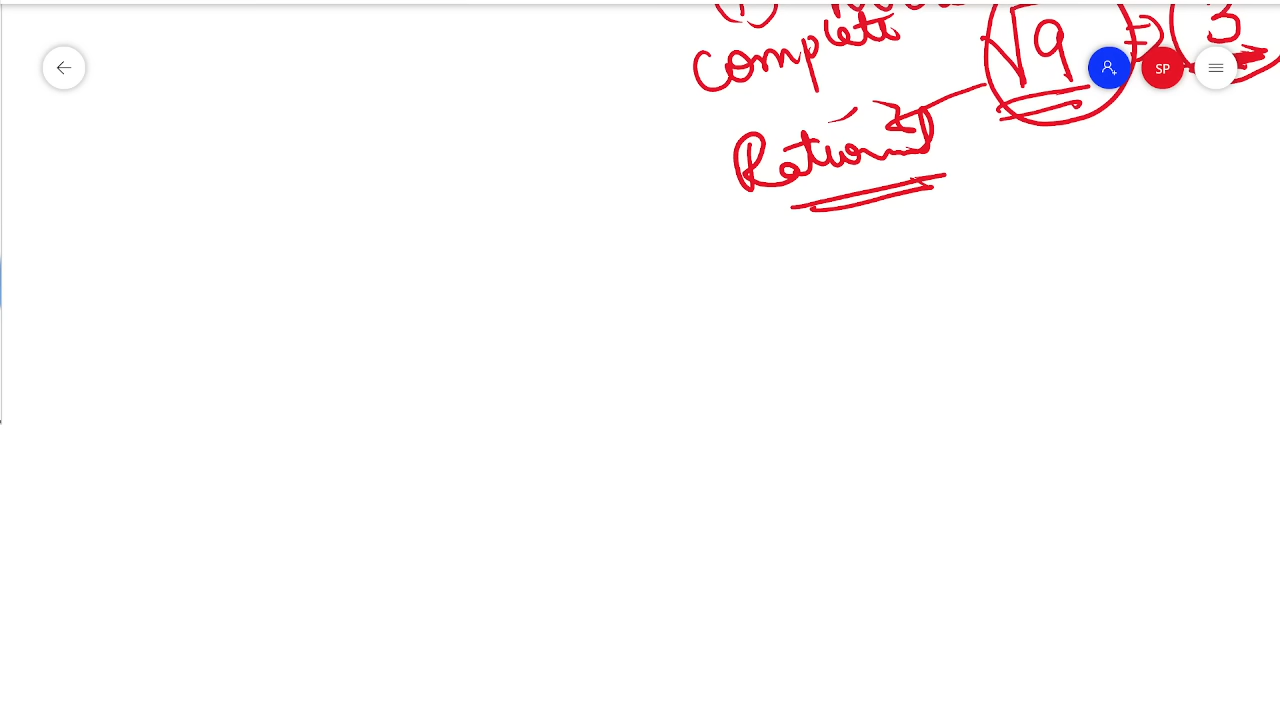 complete √9 ⇒ 3
Rational
SP